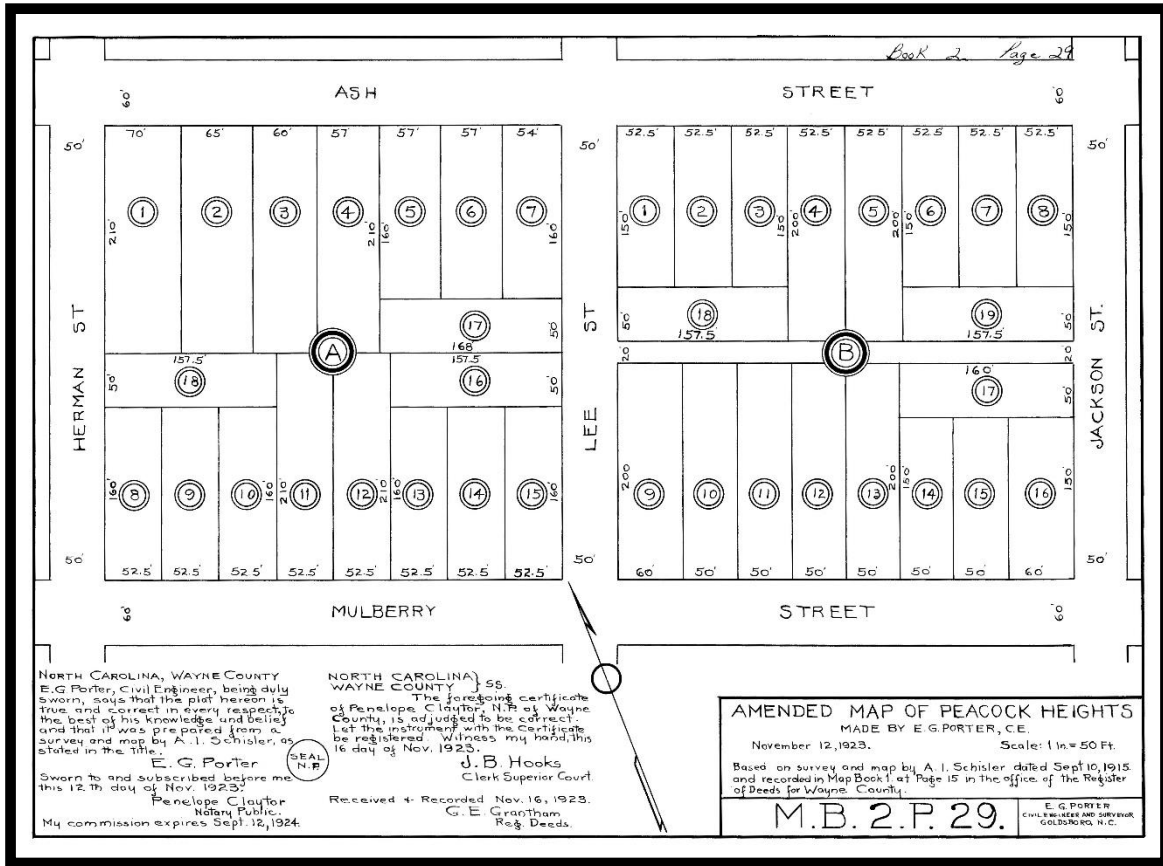 Book 2 Page 29
ASH STREET
60' 60'
70' 65' 60' 57' 57' 57' 54' 52.5' 52.5' 52.5' 52.5' 52.5' 52.5 52.5' 52.5'
50' 50' 50'
1 2 3 4 5 6 7 1 2 3 4 5 6 7 8
210' 210' 160' 160' 150' 150' 200' 200' 150' 150'
HERMAN ST
LEE ST
JACKSON ST.
17 168' 50'
18 157.5' 50'
19 157.5' 50'
A
B
20' 20'
157.5' 18 50'
157.5' 16 50'
160' 17 50'
8 9 10 11 12 13 14 15 9 10 11 12 13 14 15 16
160' 160' 210' 210' 160' 160' 200' 200' 150' 150'
50' 50' 50'
52.5' 52.5' 52.5' 52.5' 52.5' 52.5' 52.5' 52.5' 60' 50' 50' 50' 50' 50' 50' 60'
60' 60'
MULBERRY STREET
NORTH CAROLINA, WAYNE COUNTY
E.G. Porter, Civil Engineer, being duly
sworn, says that the plat hereon is
true and correct in every respect, to
the best of his knowledge and belief
and that it was prepared from a
survey and map by A.I. Schisler, as
stated in the title.
E. G. Porter
SEAL
N.P.
Sworn to and subscribed before me
this 12th day of Nov. 1923.
Penelope Claytor
Notary Public.
My commission expires Sept. 12, 1924.
NORTH CAROLINA}
WAYNE COUNTY } SS.
The foregoing certificate
of Penelope Claytor, N.P. of Wayne
County, is adjudged to be correct.
Let the instrument with the Certificate
be registered. Witness my hand, this
16 day of Nov. 1923.
J. B. Hooks
Clerk Superior Court.
Received & Recorded Nov. 16, 1923.
G. E. Grantham
Reg. Deeds.
AMENDED MAP OF PEACOCK HEIGHTS
MADE BY E.G. PORTER, C.E.
November 12, 1923. Scale: 1 in. = 50 Ft.
Based on survey and map by A. I. Schisler dated Sept 10, 1915
and recorded in Map Book 1. at Page 15 in the office of the Register
of Deeds for Wayne County.
M.B. 2. P. 29.
E. G. PORTER
CIVIL ENGINEER AND SURVEYOR
GOLDSBORO, N.C.